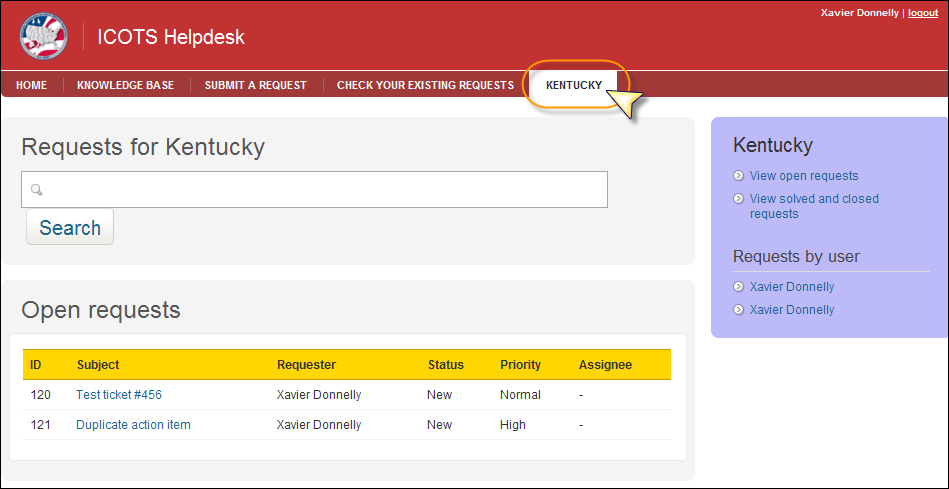 Xavier Donnelly | logout
ICOTS Helpdesk
HOME KNOWLEDGE BASE SUBMIT A REQUEST CHECK YOUR EXISTING REQUESTS KENTUCKY
Requests for Kentucky
Search
Open requests
ID Subject Requester Status Priority Assignee
120 Test ticket #456 Xavier Donnelly New Normal -
121 Duplicate action item Xavier Donnelly New High -
Kentucky
View open requests
View solved and closed
requests
Requests by user
Xavier Donnelly
Xavier Donnelly